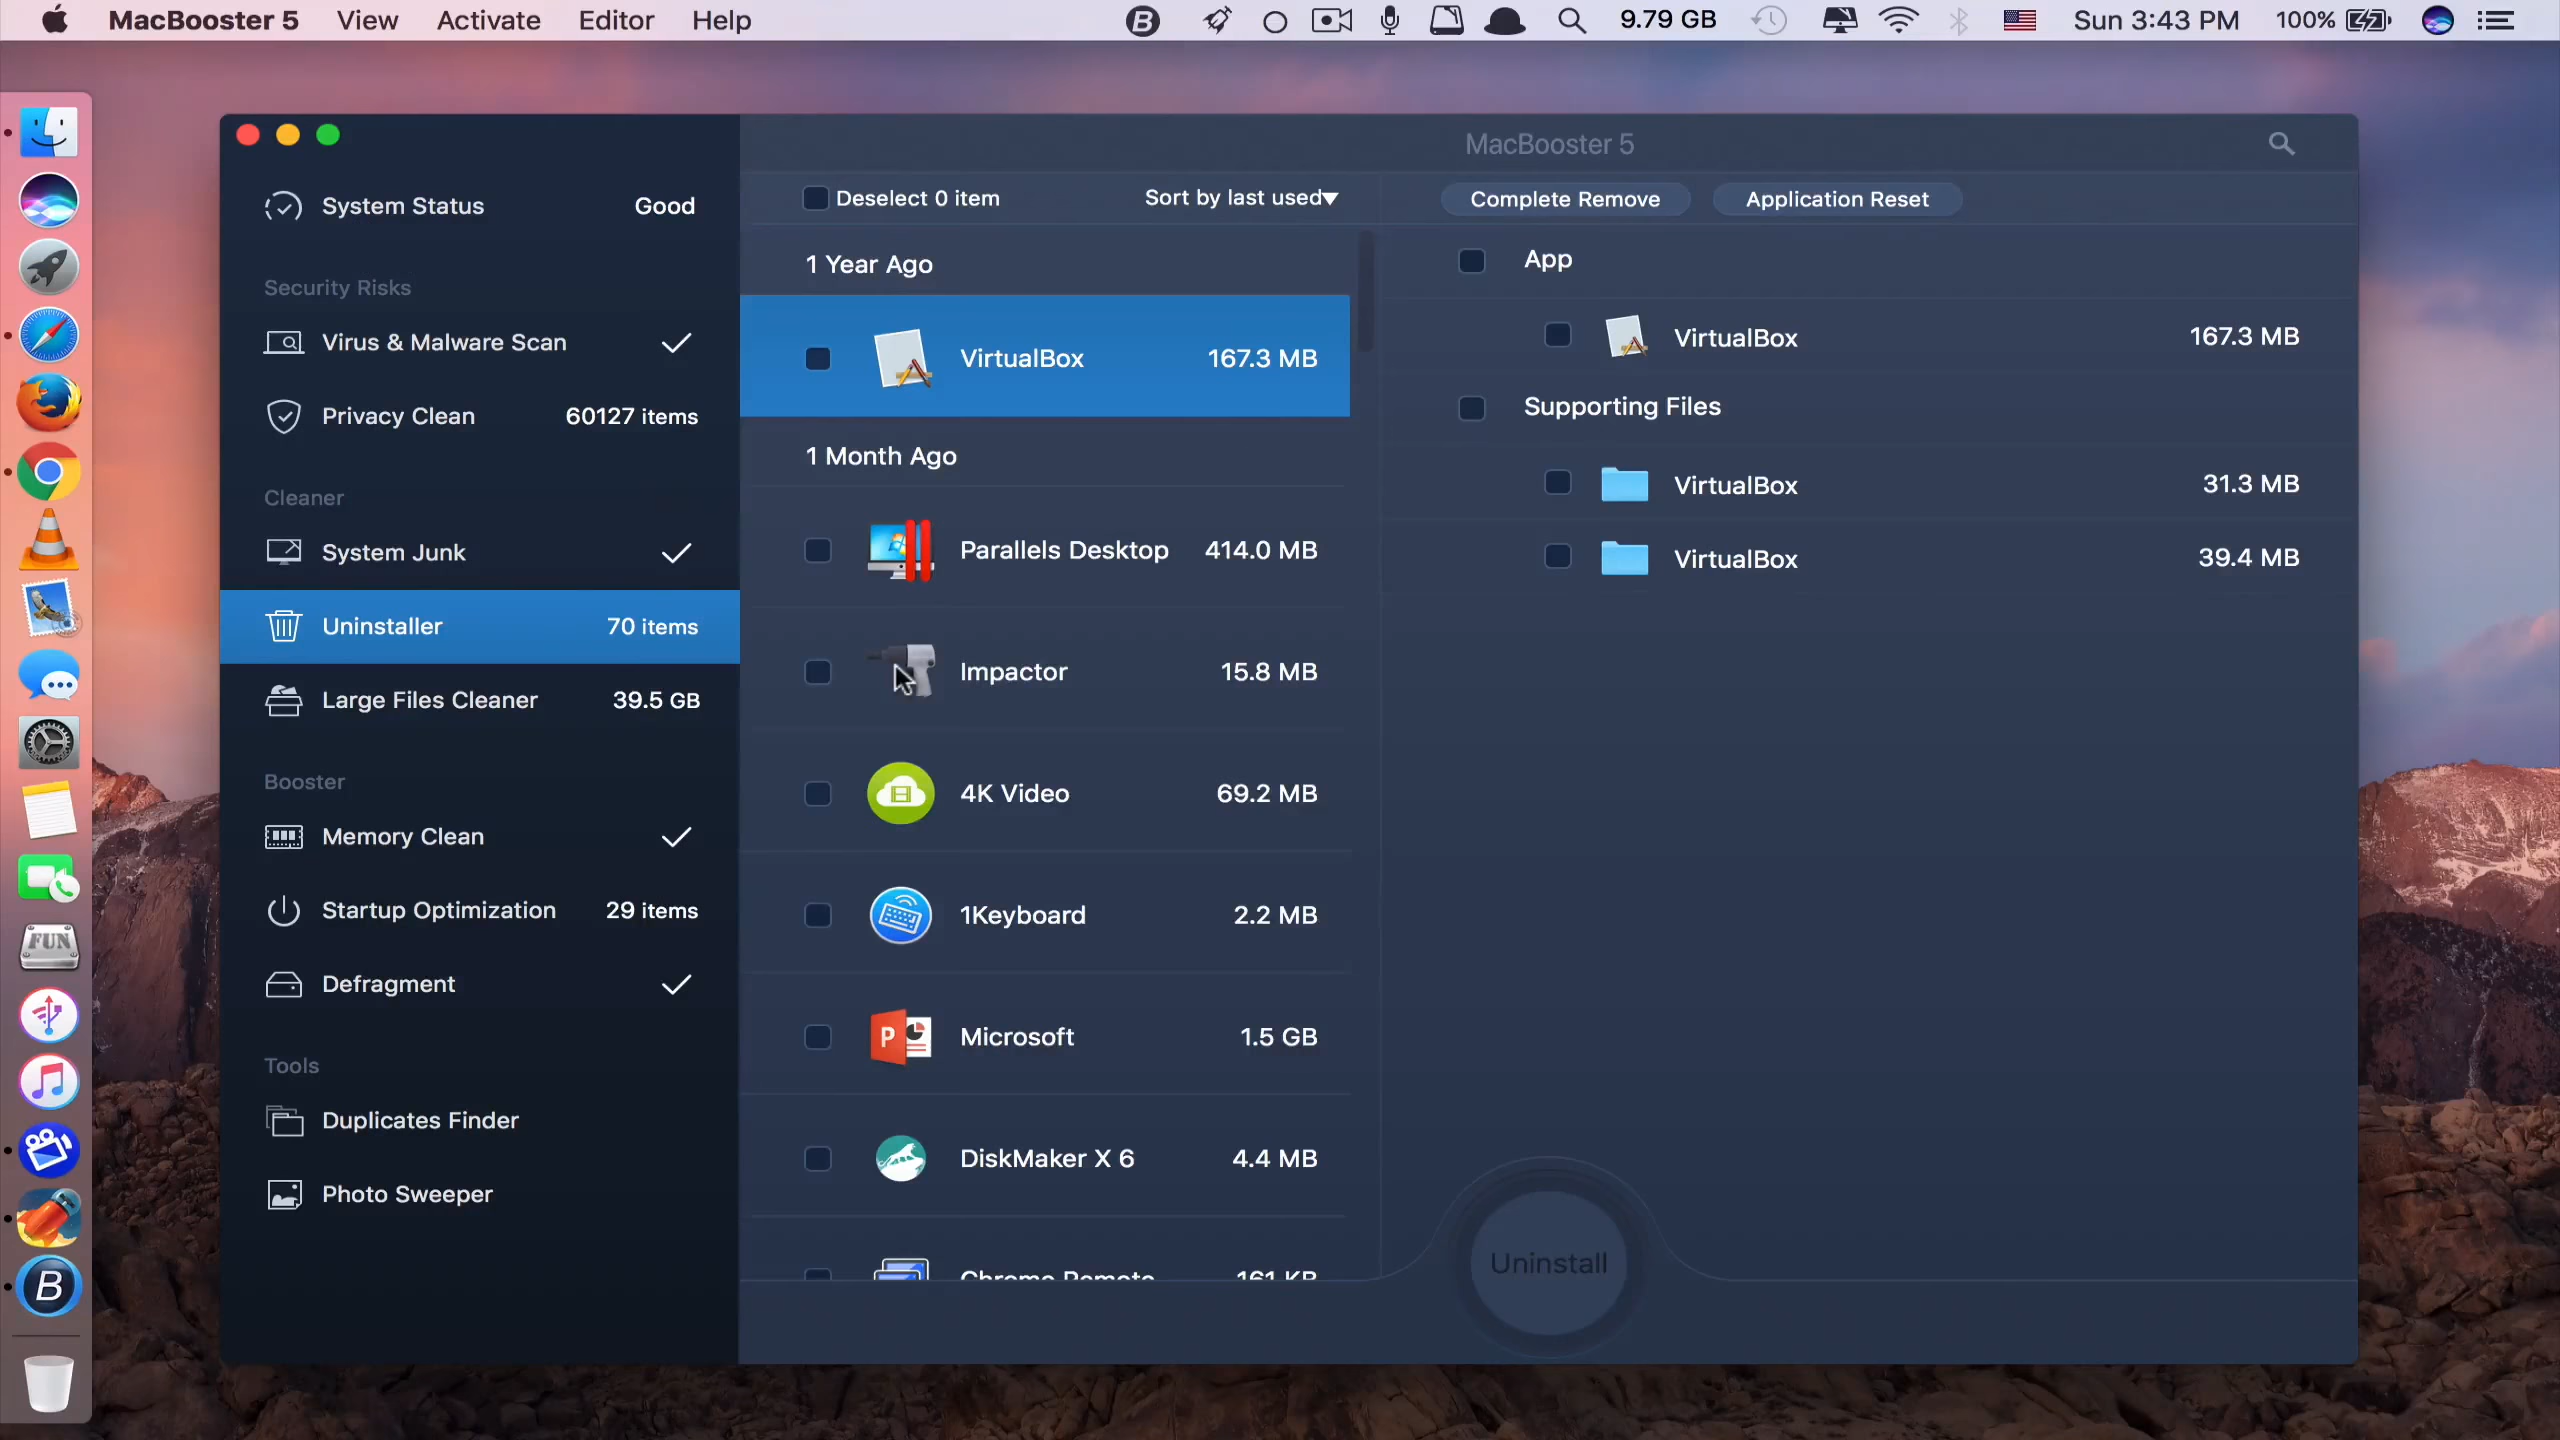 MacBooster 5 View Activate Editor Help 9.79 GB Sun 3:43 PM 100%
MacBooster 5
System Status Good
Security Risks
Virus & Malware Scan
Privacy Clean 60127 items
Cleaner
System Junk
Uninstaller 70 items
Large Files Cleaner 39.5 GB
Booster
Memory Clean
Startup Optimization 29 items
Defragment
Tools
Duplicates Finder
Photo Sweeper
Deselect 0 item Sort by last used▼
1 Year Ago
VirtualBox 167.3 MB
1 Month Ago
Parallels Desktop 414.0 MB
Impactor 15.8 MB
4K Video 69.2 MB
1Keyboard 2.2 MB
Microsoft 1.5 GB
DiskMaker X 6 4.4 MB
Chrome Remote 161 KB
Complete Remove Application Reset
App
VirtualBox 167.3 MB
Supporting Files
VirtualBox 31.3 MB
VirtualBox 39.4 MB
Uninstall
FUN
B
B
P